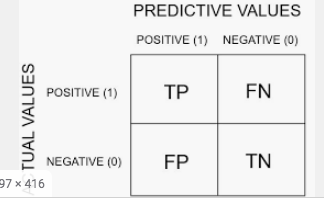 PREDICTIVE VALUES
POSITIVE (1) NEGATIVE (0)
TUAL VALUES
POSITIVE (1) TP FN
NEGATIVE (0) FP TN
97 × 416